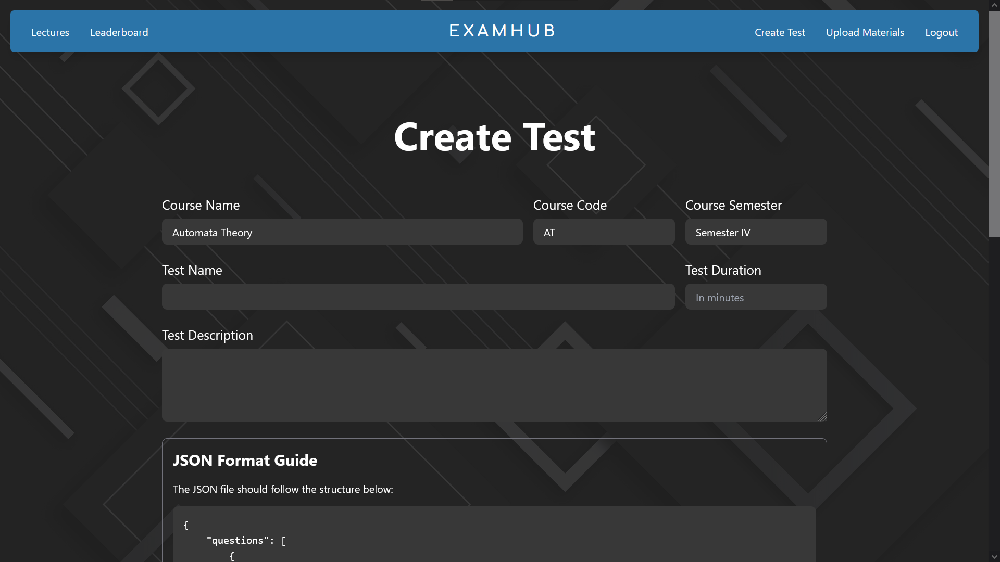 Lectures Leaderboard EXAMHUB Create Test Upload Materials Logout
Create Test
Course Name Course Code Course Semester
Automata Theory AT Semester IV
Test Name Test Duration
In minutes
Test Description
JSON Format Guide
The JSON file should follow the structure below:
{
"questions": [
{